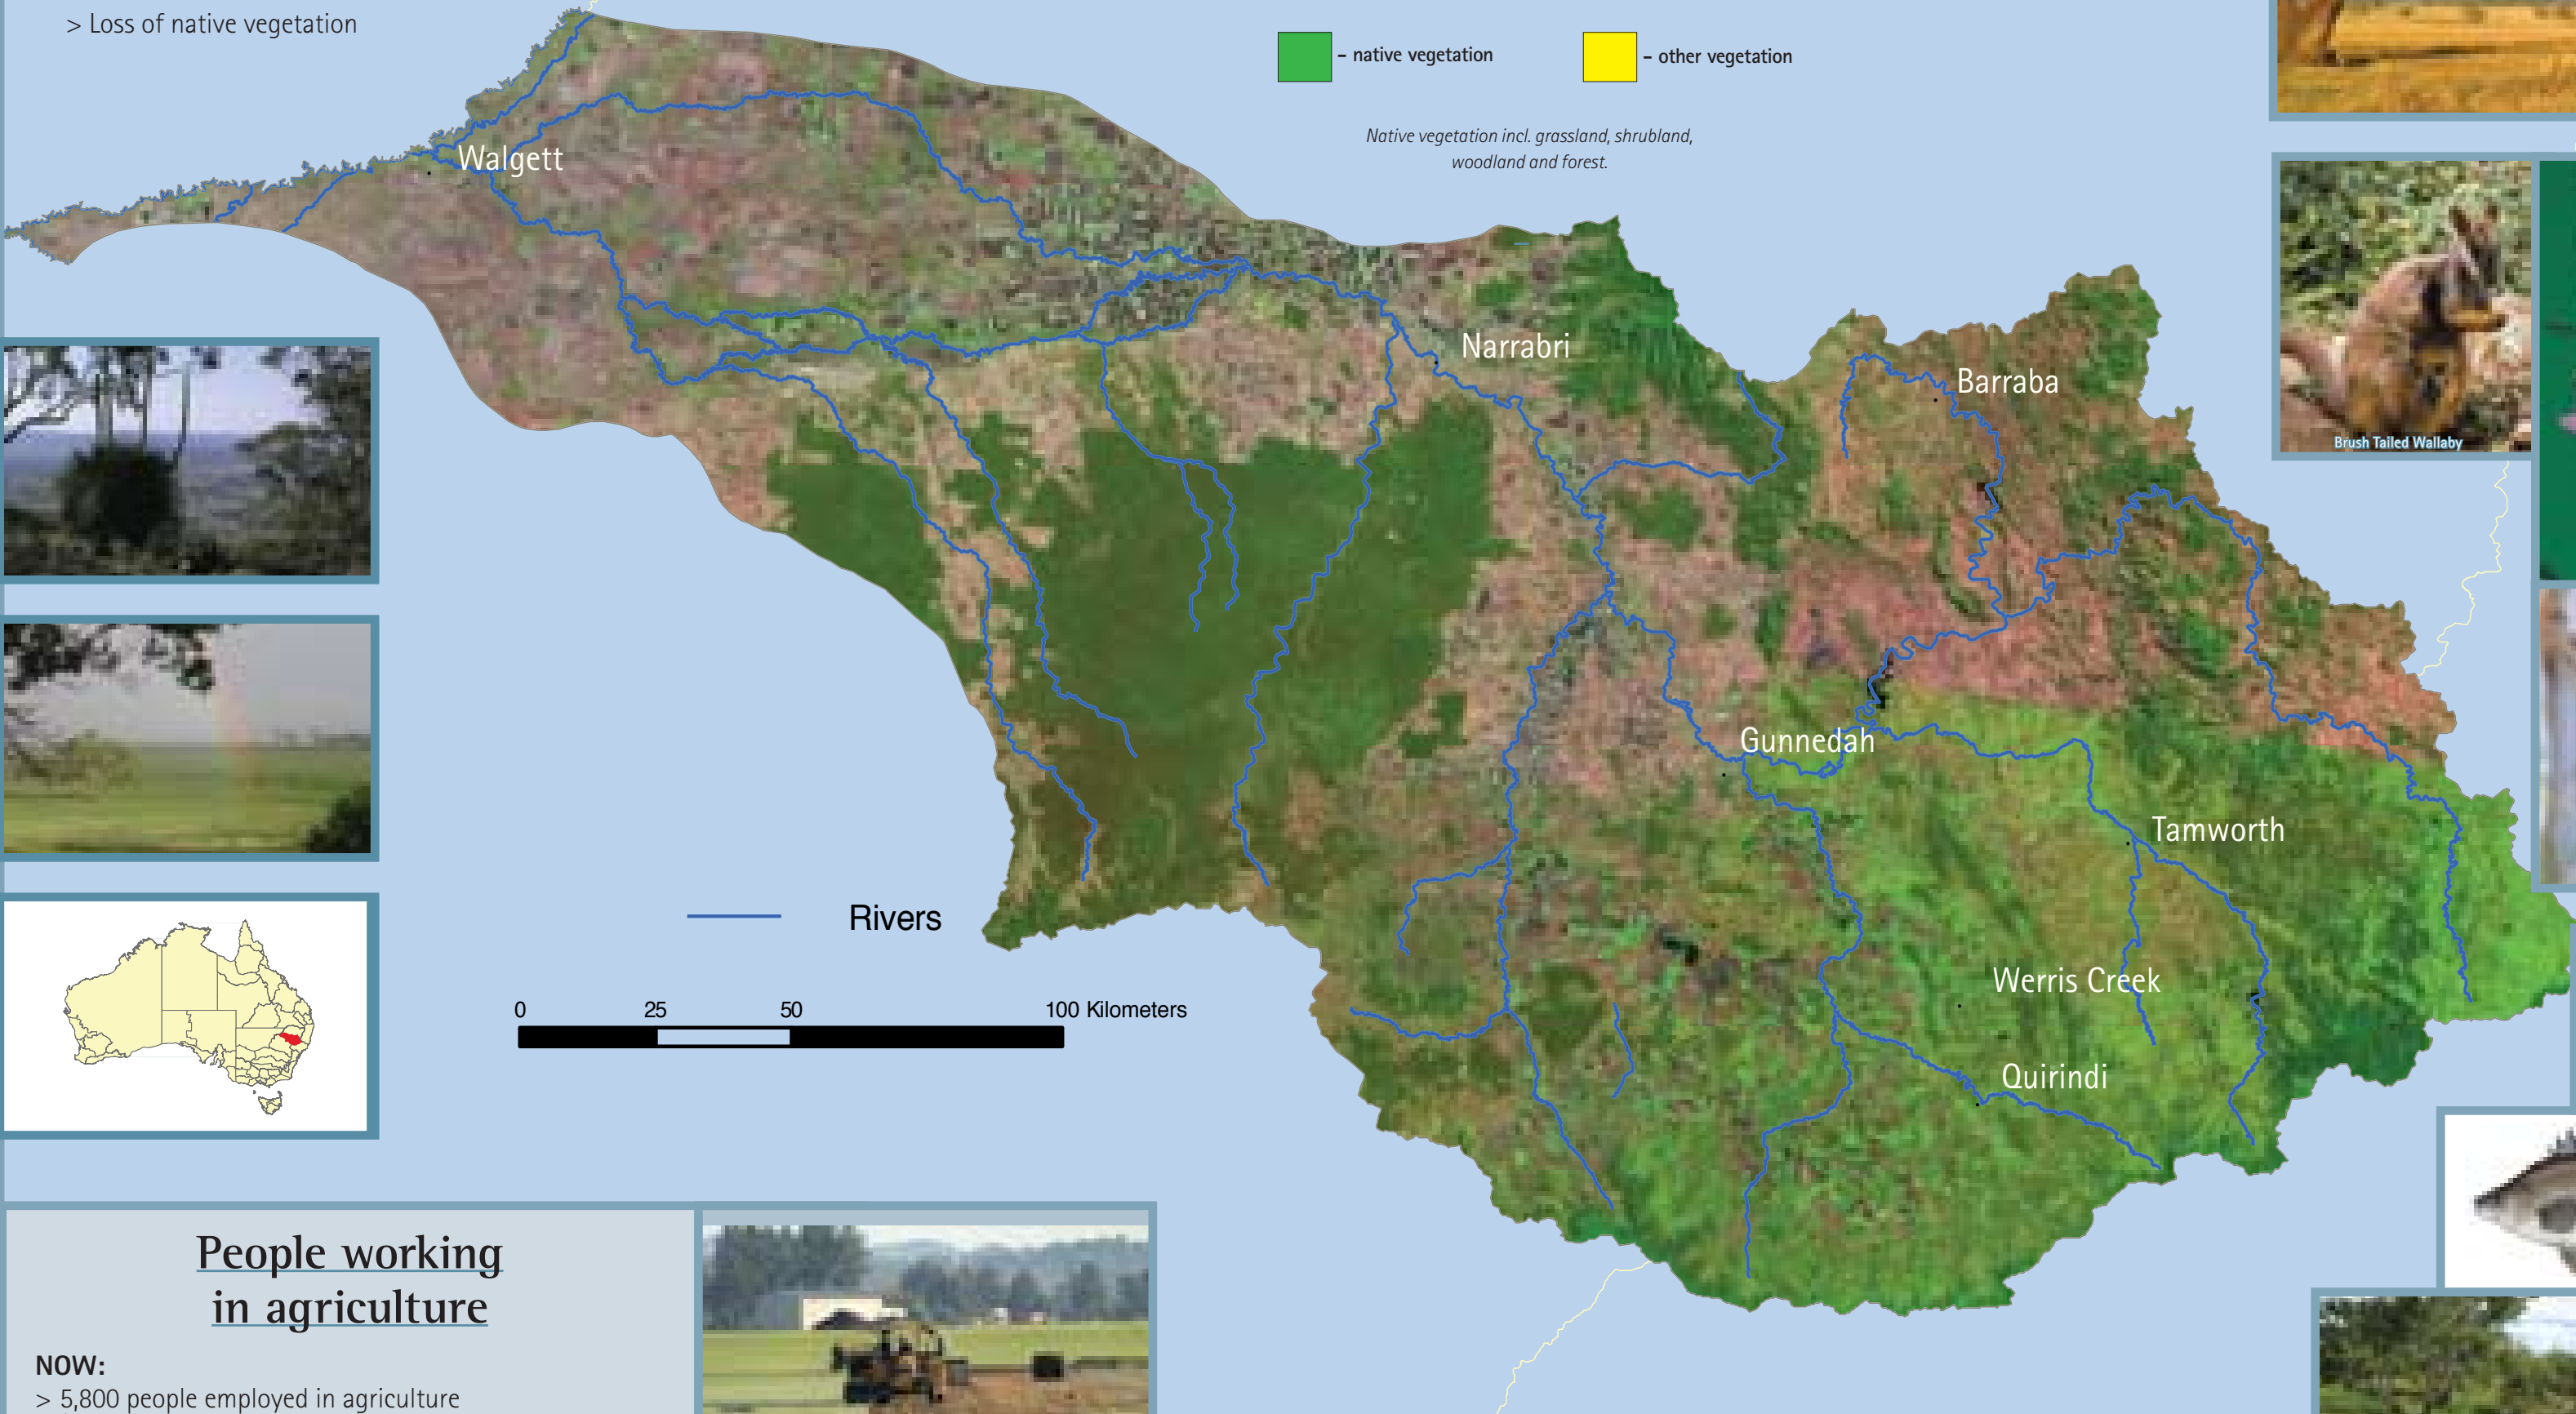 > Loss of native vegetation
- native vegetation
- other vegetation
Native vegetation incl. grassland, shrubland,
woodland and forest.
Walgett
Narrabri
Barraba
Brush Tailed Wallaby
Gunnedah
Tamworth
Rivers
Werris Creek
0 25 50 100 Kilometers
Quirindi
People working
in agriculture
NOW:
> 5,800 people employed in agriculture